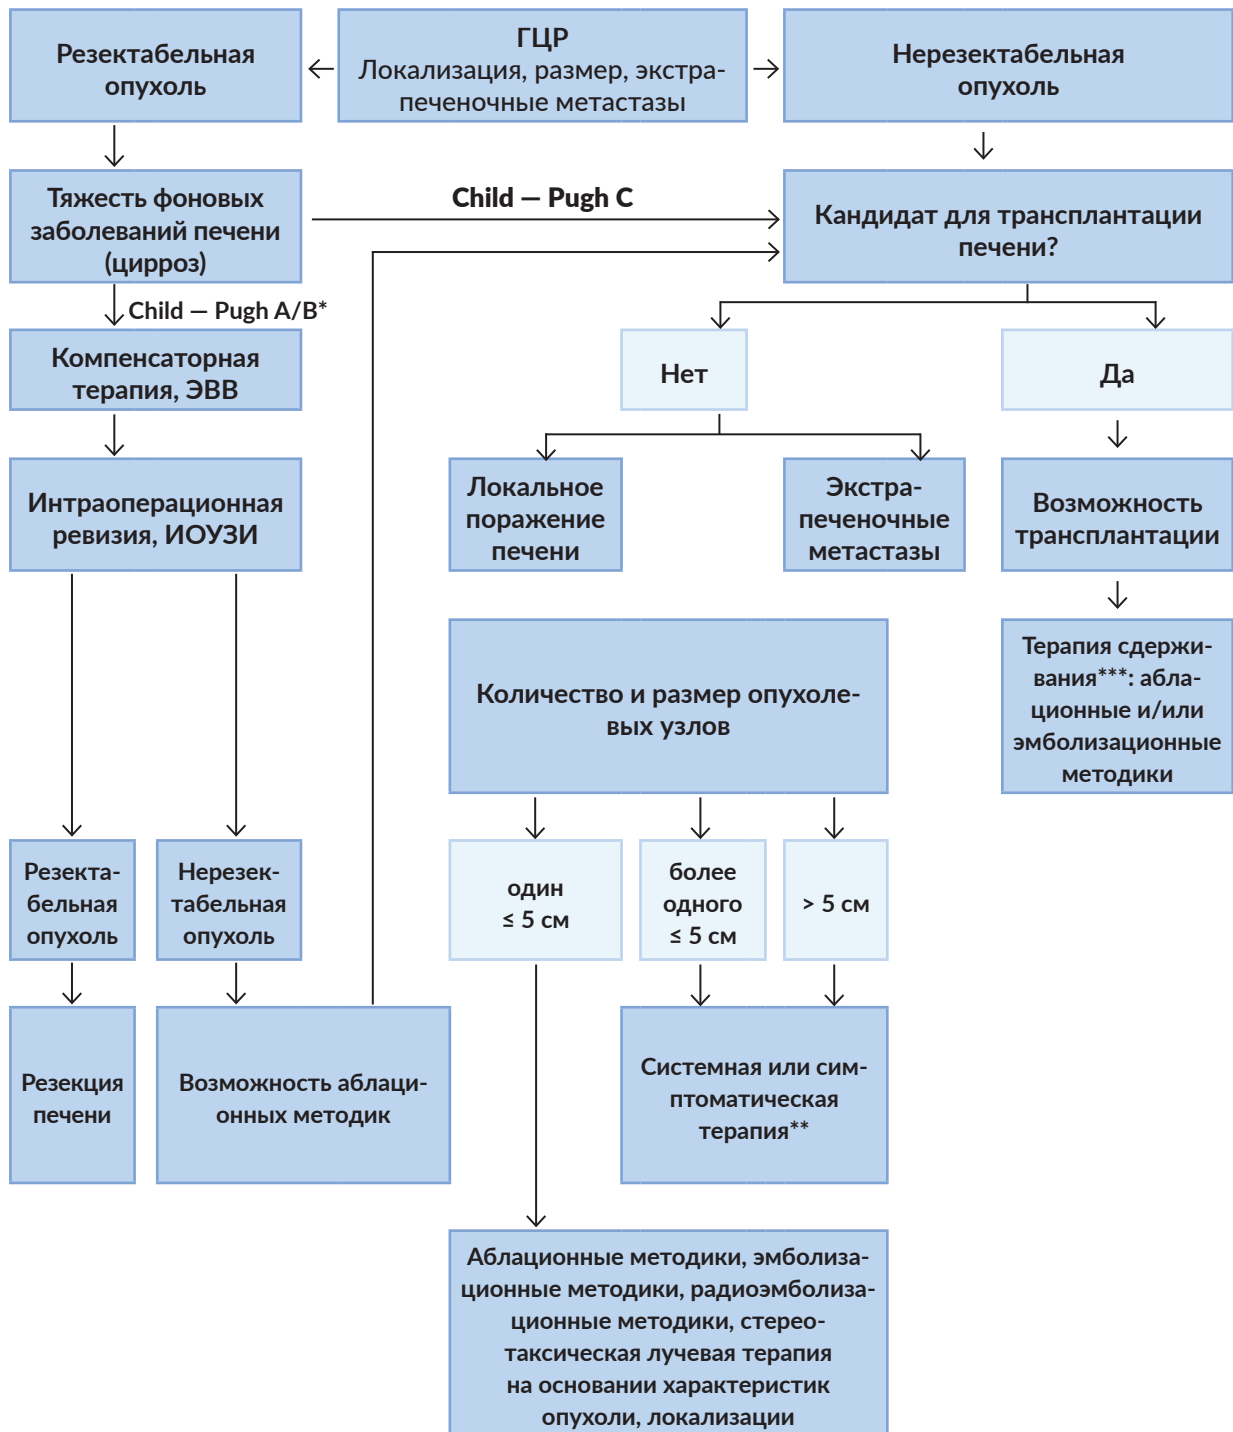 ГЦР
Локализация, размер, экстра-
печеночные метастазы
Резектабельная
опухоль
Нерезектабельная
опухоль
Тяжесть фоновых
заболеваний печени
(цирроз)
Child — Pugh C
Кандидат для трансплантации
печени?
Child — Pugh A/B*
Компенсаторная
терапия, ЭВВ
Нет
Да
Интраоперационная
ревизия, ИОУЗИ
Локальное
поражение
печени
Экстра-
печеночные
метастазы
Возможность
трансплантации
Количество и размер опухоле-
вых узлов
Терапия сдержи-
вания***: абла-
ционные и/или
эмболизационные
методики
Резекта-
бельная
опухоль
Нерезек-
табельная
опухоль
один
≤ 5 см
более
одного
≤ 5 см
> 5 см
Резекция
печени
Возможность аблаци-
онных методик
Системная или сим-
птоматическая
терапия**
Аблационные методики, эмболиза-
ционные методики, радиоэмболиза-
ционные методики, стерео-
таксическая лучевая терапия
на основании характеристик
опухоли, локализации